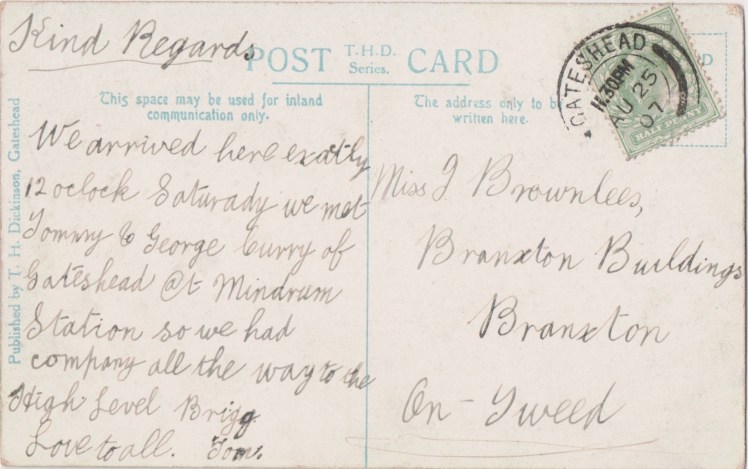 Kind Regards
POST T.H.D. Series. CARD
This space may be used for inland
communication only.
The address only to be
written here.
GATESHEAD
11.30PM
AU 25
07
HALF PENNY
Published by T. H. Dickinson, Gateshead
We arrived here exatly
12 oclock Saturady we met
Tommy & George Curry of
Gateshead @t Mindrum
Station so we had
company all the way to the
High Level Brigg
Love to all. Tom.
Miss J. Brownlees,
Branxton Buildings
Branxton
On-Tweed